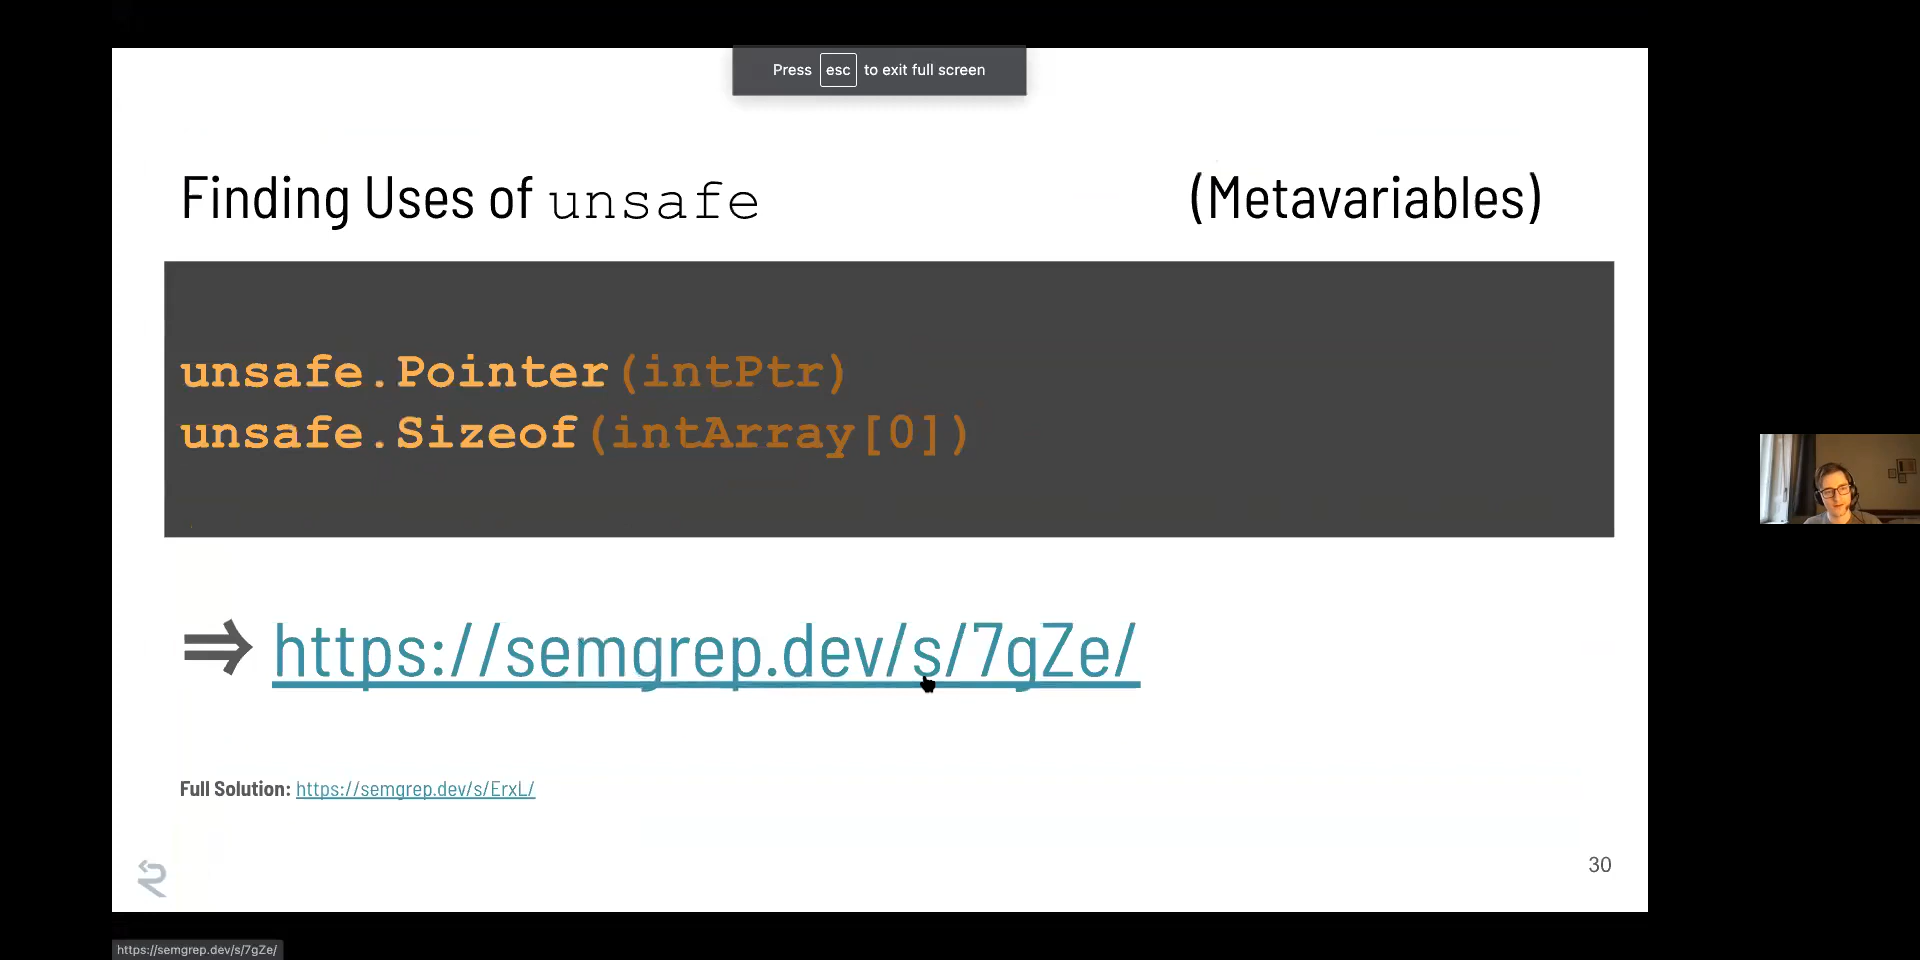 Press esc to exit full screen
Finding Uses of unsafe (Metavariables)
unsafe.Pointer(intPtr)
unsafe.Sizeof(intArray[0])
⇒ https://semgrep.dev/s/7gZe/
Full Solution: https://semgrep.dev/s/ErxL/
30
https://semgrep.dev/s/7gZe/